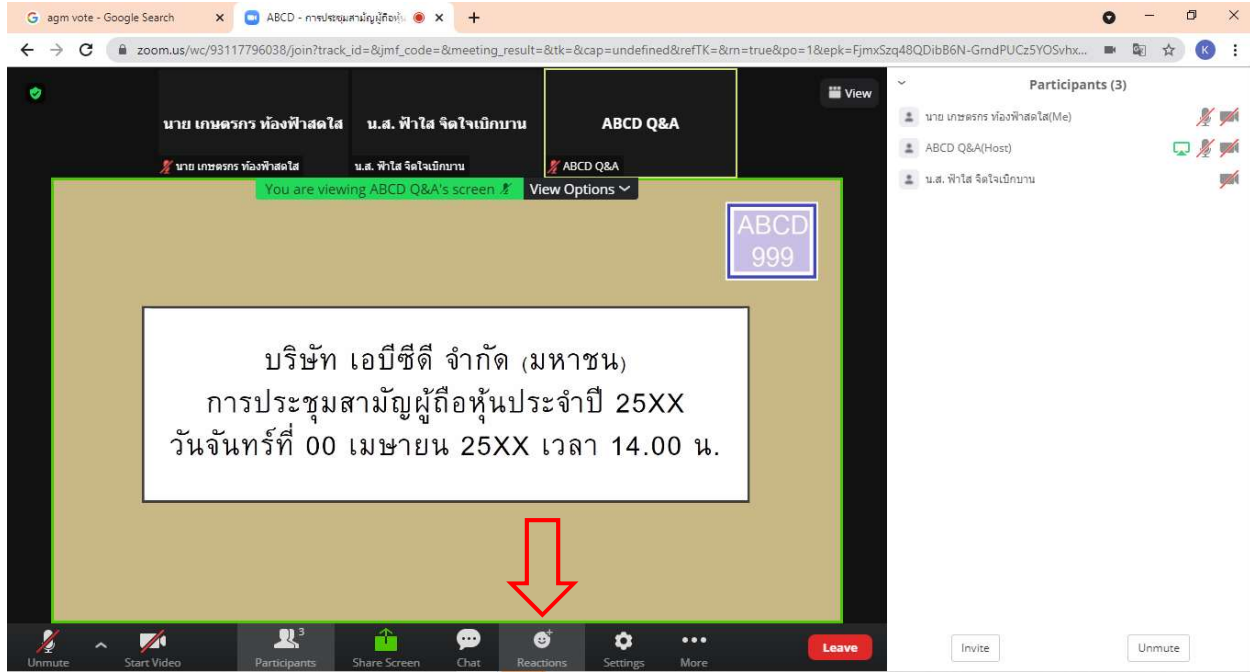 agm vote - Google Search
ABCD - การประชุมสามัญผู้ถือหุ้น
zoom.us/wc/93117796038/join?track_id=&jmf_code=&meeting_result=&tk=&cap=undefined&refTK=&rn=true&po=1&epk=FjmxSzq48QDibB6N-GrndPUCz5YOSvhx...
K
View
นาย เกษตรกร ท้องฟ้าสดใส
น.ส. ฟ้าใส จิตใจเบิกบาน
ABCD Q&A
นาย เกษตรกร ท้องฟ้าสดใส
น.ส. ฟ้าใส จิตใจเบิกบาน
ABCD Q&A
You are viewing ABCD Q&A's screen
View Options
ABCD
999
บริษัท เอบีซีดี จำกัด (มหาชน)
การประชุมสามัญผู้ถือหุ้นประจำปี 25XX
วันจันทร์ที่ 00 เมษายน 25XX เวลา 14.00 น.
Unmute
Start Video
Participants
3
Share Screen
Chat
Reactions
Settings
More
Leave
Participants (3)
นาย เกษตรกร ท้องฟ้าสดใส(Me)
ABCD Q&A(Host)
น.ส. ฟ้าใส จิตใจเบิกบาน
Invite
Unmute